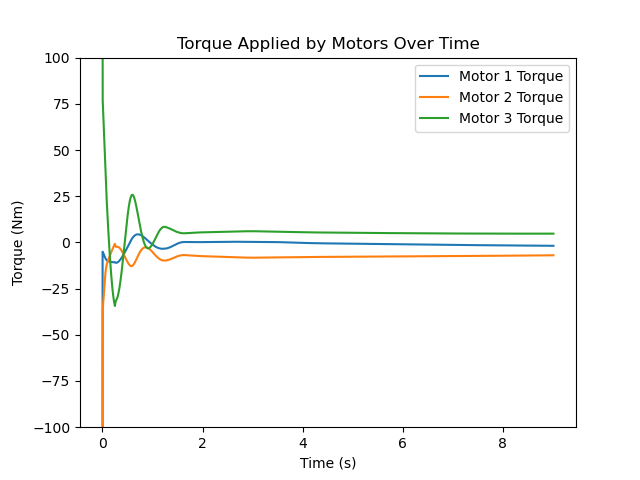 Torque Applied by Motors Over Time
Motor 1 Torque
Motor 2 Torque
Motor 3 Torque
Torque (Nm)
100
75
50
25
0
−25
−50
−75
−100
0 2 4 6 8
Time (s)